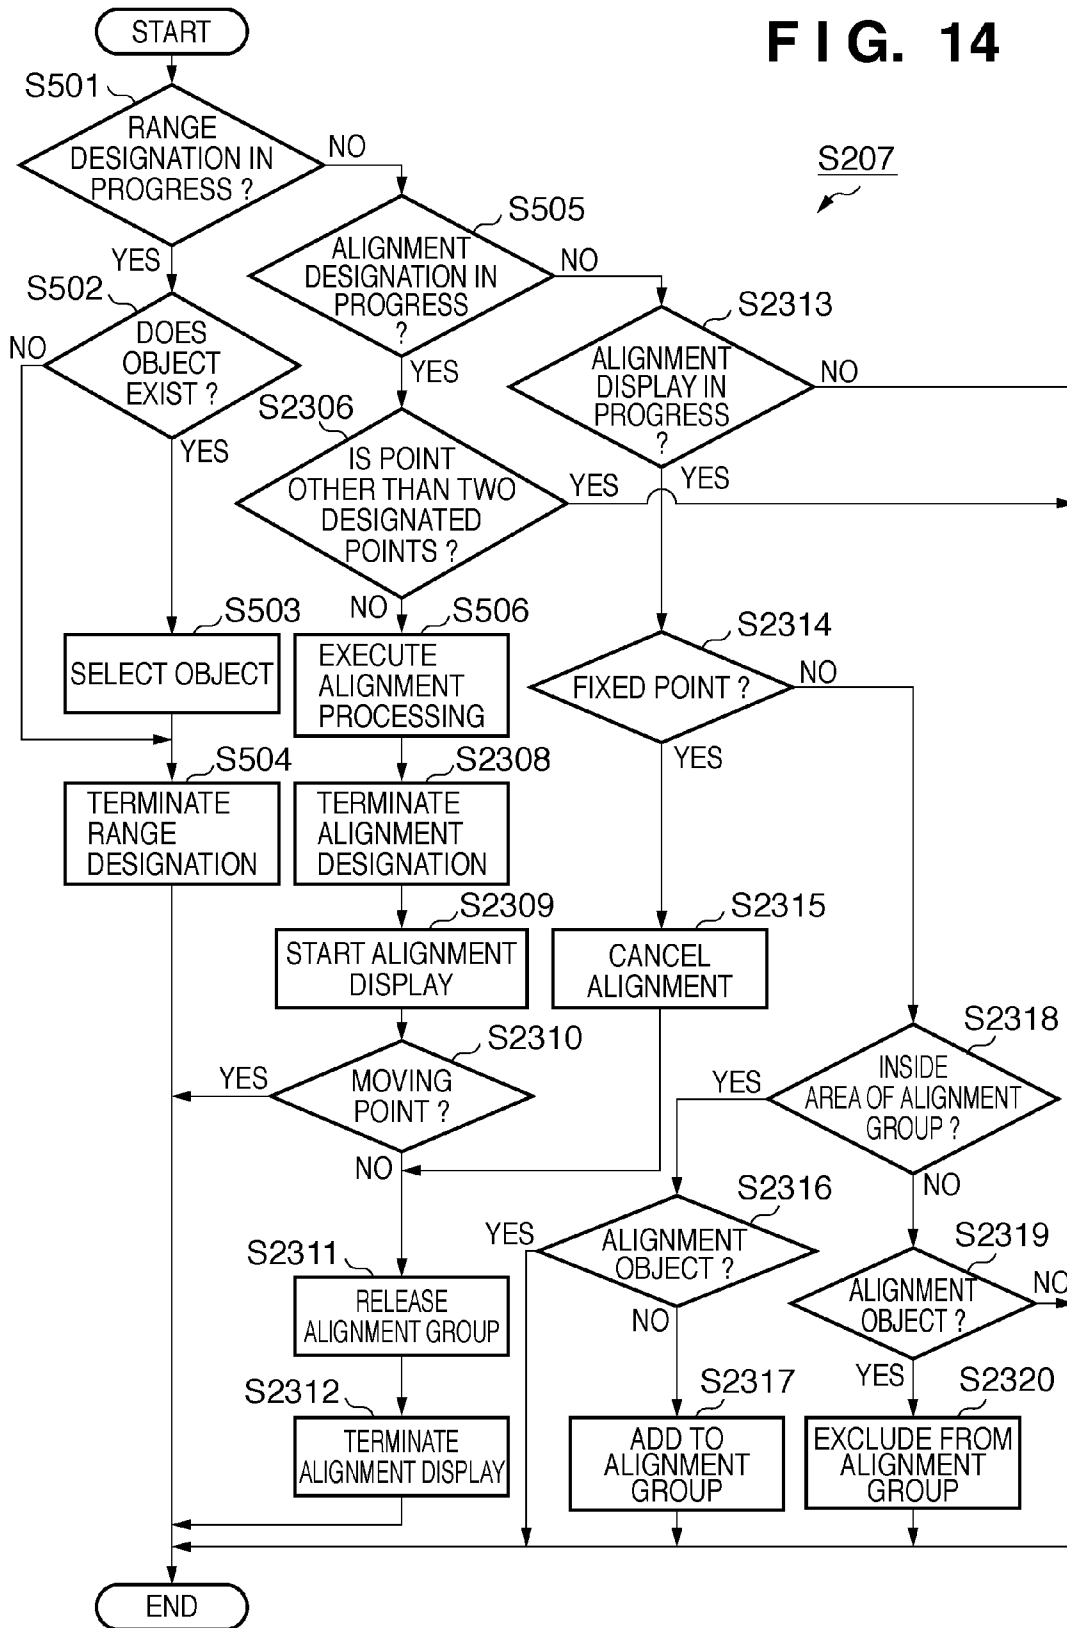 START
FIG. 14
S207
S501
RANGE
DESIGNATION IN
PROGRESS ?
NO
YES
S505
ALIGNMENT
DESIGNATION IN
PROGRESS
?
NO
YES
S502
DOES
OBJECT
EXIST ?
NO
YES
S2313
ALIGNMENT
DISPLAY IN
PROGRESS
?
NO
YES
S2306
IS POINT
OTHER THAN TWO
DESIGNATED
POINTS ?
YES
NO
S503
SELECT OBJECT
S506
EXECUTE
ALIGNMENT
PROCESSING
S2314
FIXED POINT ?
NO
YES
S504
TERMINATE
RANGE
DESIGNATION
S2308
TERMINATE
ALIGNMENT
DESIGNATION
S2309
START ALIGNMENT
DISPLAY
S2315
CANCEL
ALIGNMENT
S2310
MOVING
POINT ?
YES
NO
S2318
INSIDE
AREA OF ALIGNMENT
GROUP ?
YES
NO
S2316
ALIGNMENT
OBJECT ?
YES
NO
S2319
ALIGNMENT
OBJECT ?
NO
YES
S2311
RELEASE
ALIGNMENT GROUP
S2312
TERMINATE
ALIGNMENT DISPLAY
S2317
ADD TO
ALIGNMENT
GROUP
S2320
EXCLUDE FROM
ALIGNMENT
GROUP
END